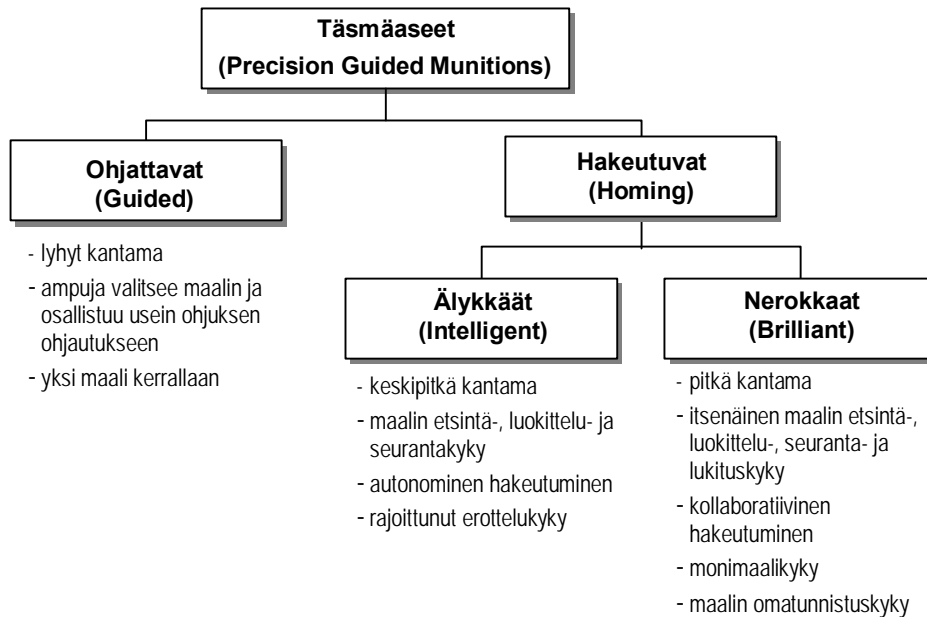 Täsmäaseet
(Precision Guided Munitions)
Ohjattavat
(Guided)
- lyhyt kantama
- ampuja valitsee maalin ja
osallistuu usein ohjuksen
ohjautukseen
- yksi maali kerrallaan
Hakeutuvat
(Homing)
Älykkäät
(Intelligent)
- keskipitkä kantama
- maalin etsintä-, luokittelu- ja
seurantakyky
- autonominen hakeutuminen
- rajoittunut erottelukyky
Nerokkaat
(Brilliant)
- pitkä kantama
- itsenäinen maalin etsintä-,
luokittelu-, seuranta- ja
lukituskyky
- kollaboratiivinen
hakeutuminen
- monimaalikyky
- maalin omatunnistuskyky